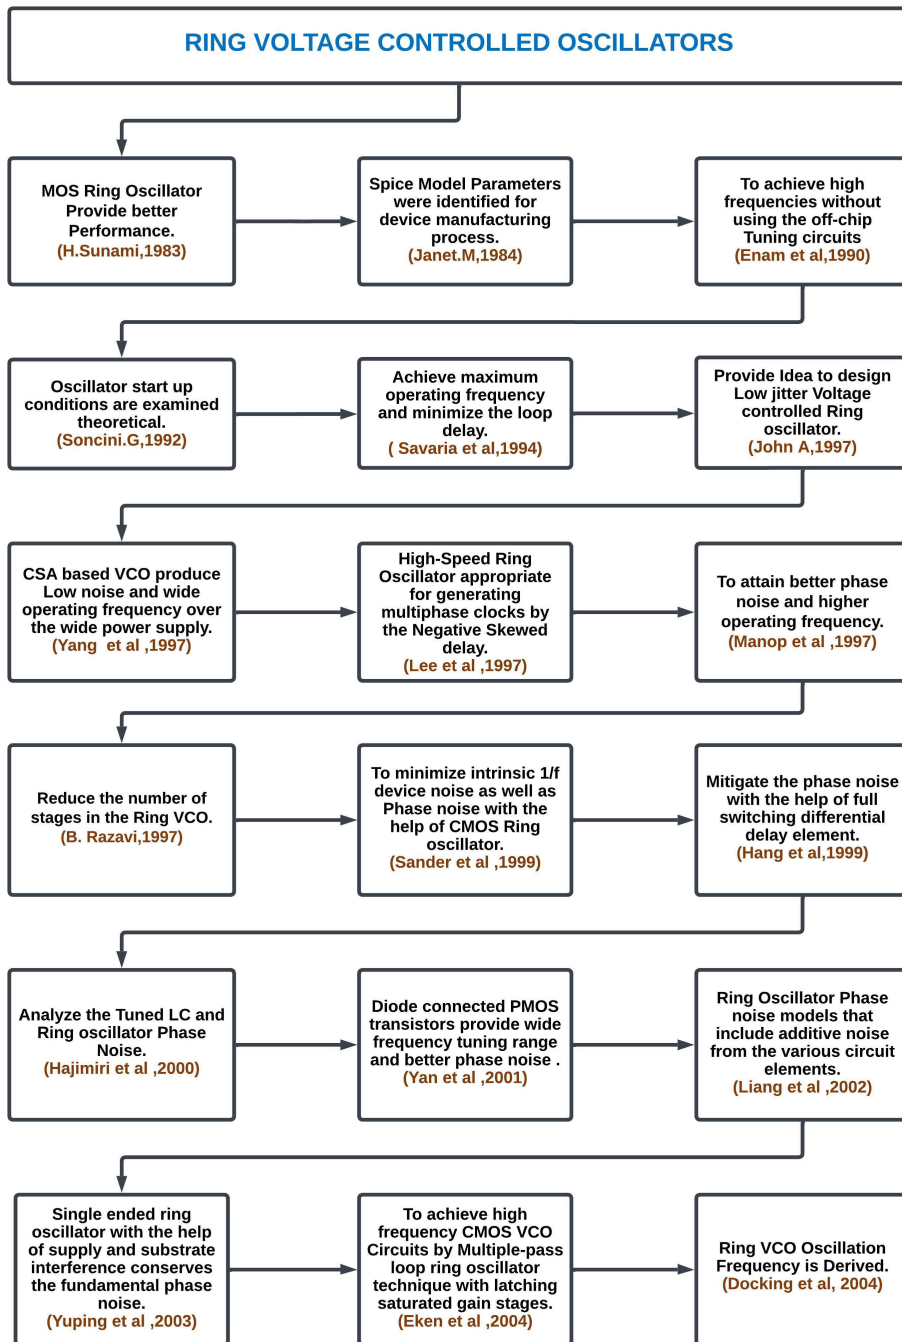 RING VOLTAGE CONTROLLED OSCILLATORS
MOS Ring Oscillator
Provide better
Performance.
(H.Sunami,1983)
Spice Model Parameters
were identified for
device manufacturing
process.
(Janet.M,1984)
To achieve high
frequencies without
using the off-chip
Tuning circuits
(Enam et al,1990)
Oscillator start up
conditions are examined
theoretical.
(Soncini.G,1992)
Achieve maximum
operating frequency
and minimize the loop
delay.
( Savaria et al,1994)
Provide Idea to design
Low jitter Voltage
controlled Ring
oscillator.
(John A,1997)
CSA based VCO produce
Low noise and wide
operating frequency over
the wide power supply.
(Yang  et al ,1997)
High-Speed Ring
Oscillator appropriate
for generating
multiphase clocks by
the Negative Skewed
delay.
(Lee et al ,1997)
To attain better phase
noise and higher
operating frequency.
(Manop et al ,1997)
Reduce the number of
stages in the Ring VCO.
(B. Razavi,1997)
To minimize intrinsic 1/f
device noise as well as
Phase noise with the
help of CMOS Ring
oscillator.
(Sander et al ,1999)
Mitigate the phase noise
with the help of full
switching differential
delay element.
(Hang et al,1999)
Analyze the Tuned LC and
Ring oscillator Phase
Noise.
(Hajimiri et al ,2000)
Diode connected PMOS
transistors provide wide
frequency tuning range
and better phase noise .
(Yan et al ,2001)
Ring Oscillator Phase
noise models that
include additive noise
from the various circuit
elements.
(Liang et al ,2002)
Single ended ring
oscillator with the help
of supply and substrate
interference conserves
the fundamental phase
noise.
(Yuping et al ,2003)
To achieve high
frequency CMOS VCO
Circuits by Multiple-pass
loop ring oscillator
technique with latching
saturated gain stages.
(Eken et al ,2004)
Ring VCO Oscillation
Frequency is Derived.
(Docking et al, 2004)